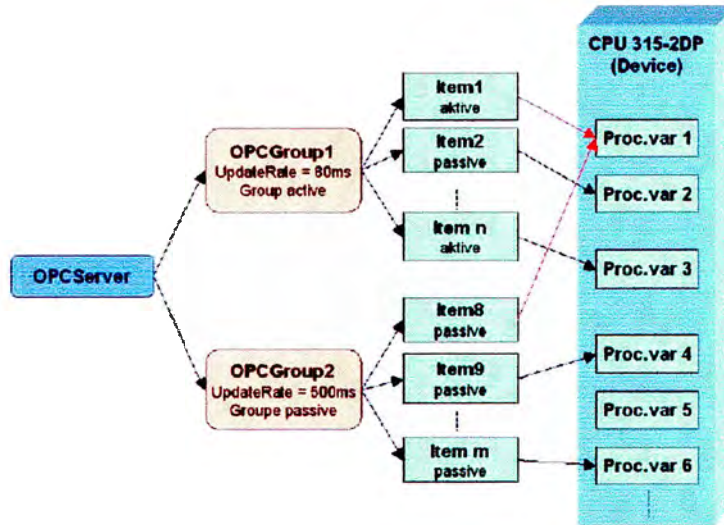 CPU 315-2DP
(Device)
Item1
aktive
Item2
passive
Item n
aktive
OPCGroup1
UpdateRate = 80ms
Group active
OPCServer
OPCGroup2
UpdateRate = 500ms
Groupe passive
Item8
passive
Item9
passive
Item m
passive
Proc.var 1
Proc.var 2
Proc.var 3
Proc.var 4
Proc.var 5
Proc.var 6